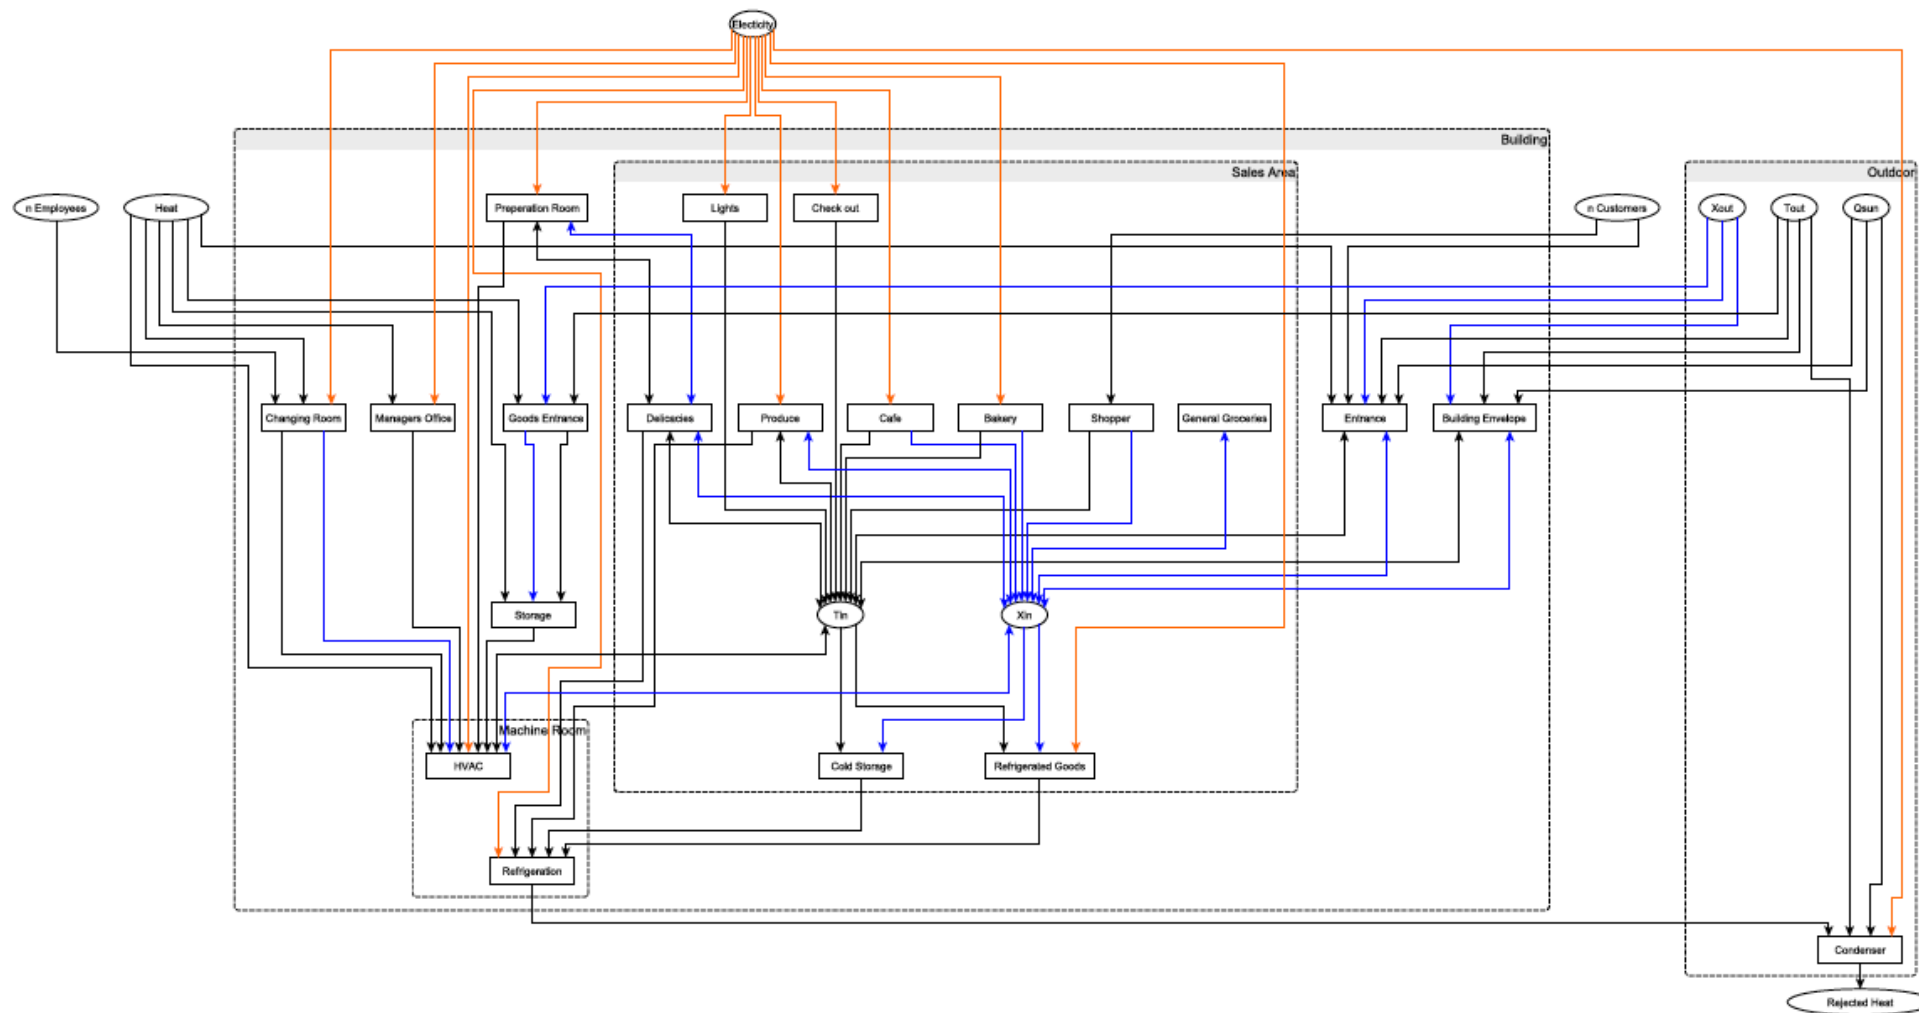 Electicity
Building
Sales Area
Outdoor
n Employees
Heat
Preperation Room
Lights
Check out
n Customers
Xout
Tout
Qsun
Changing Room
Managers Office
Goods Entrance
Delicacies
Produce
Cafe
Bakery
Shopper
General Groceries
Entrance
Building Envelope
Storage
Tin
Xin
Machine Room
HVAC
Cold Storage
Refrigerated Goods
Refrigeration
Condenser
Rejected Heat